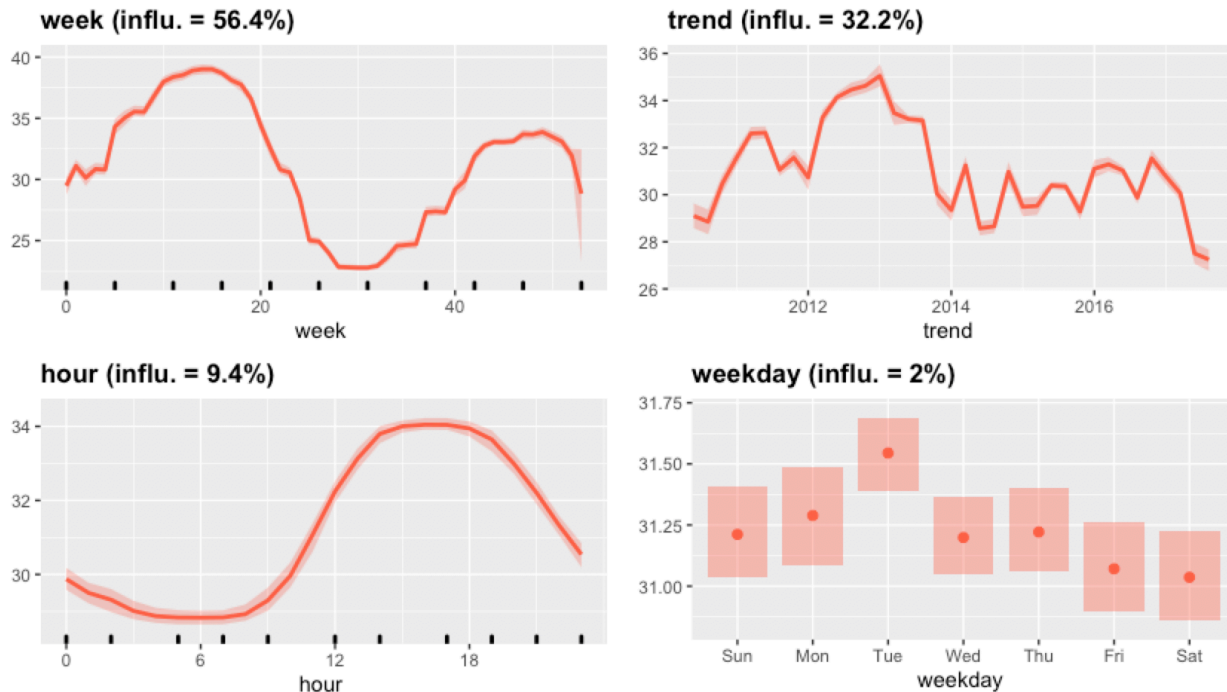 week (influ. = 56.4%)
40
35
30
25
0
20
40
week
trend (influ. = 32.2%)
36
34
32
30
28
26
2012
2014
2016
trend
hour (influ. = 9.4%)
34
32
30
0
6
12
18
hour
weekday (influ. = 2%)
31.75
31.50
31.25
31.00
Sun
Mon
Tue
Wed
Thu
Fri
Sat
weekday